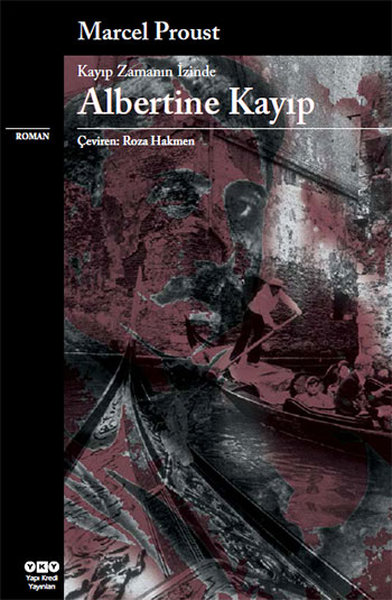 Marcel Proust
Kayıp Zamanın İzinde
Albertine Kayıp
ROMAN
Çeviren: Roza Hakmen
YKY
Yapı Kredi
Yayınları